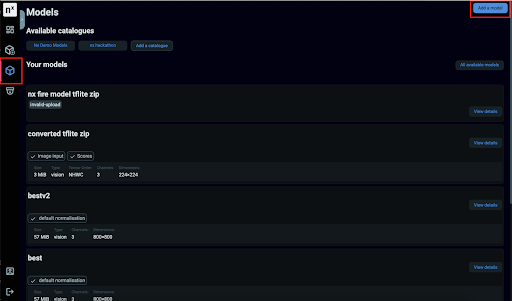 nx
Models
Add a model
Available catalogues
Nx Demo Models
nx hackathon
Add a catalogue
Your models
All available models
nx fire model tflite zip
invalid-upload
View details
converted tflite zip
View details
Image input
Scores
Size Type Tensor Order Channels Dimensions
3 MiB vision NHWC 3 224×224
bestv2
View details
default normalisation
Size Type Channels Dimensions
57 MiB vision 3 800×800
best
View details
default normalisation
Size Type Channels Dimensions
57 MiB vision 3 800×800